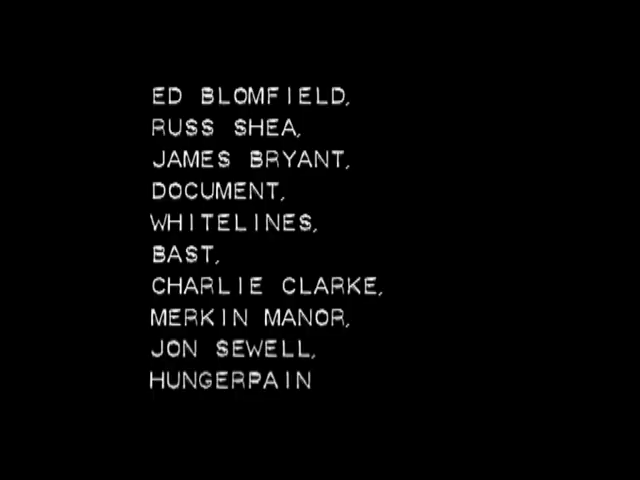 ED BLOMFIELD,
RUSS SHEA,
JAMES BRYANT,
DOCUMENT,
WHITELINES,
BAST,
CHARLIE CLARKE,
MERKIN MANOR,
JON SEWELL,
HUNGERPAIN